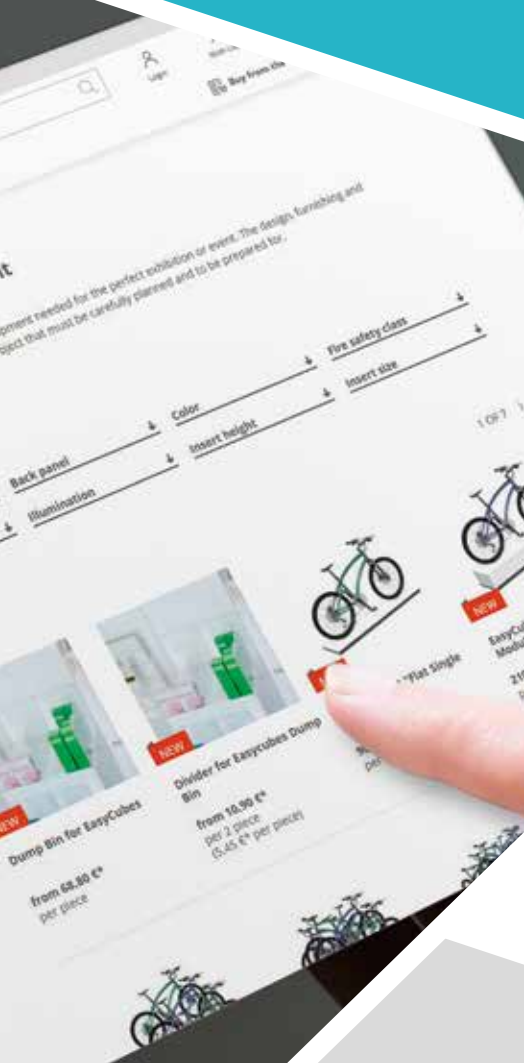 Login
Buy from the
it
pment needed for the perfect exhibition or event. The design, furnishing and
ject that must be carefully planned and to be prepared for.
Back panel
Color
Fire safety class
Illumination
Insert height
Insert size
1 OF 7
NEW
NEW
NEW
Dump Bin for EasyCubes
from 68.80 €*
per piece
Divider for Easycubes Dump
Bin
from 10.90 €*
per 2 piece
(5.45 €* per piece)
"Flat Single
EasyCu
Modu
210